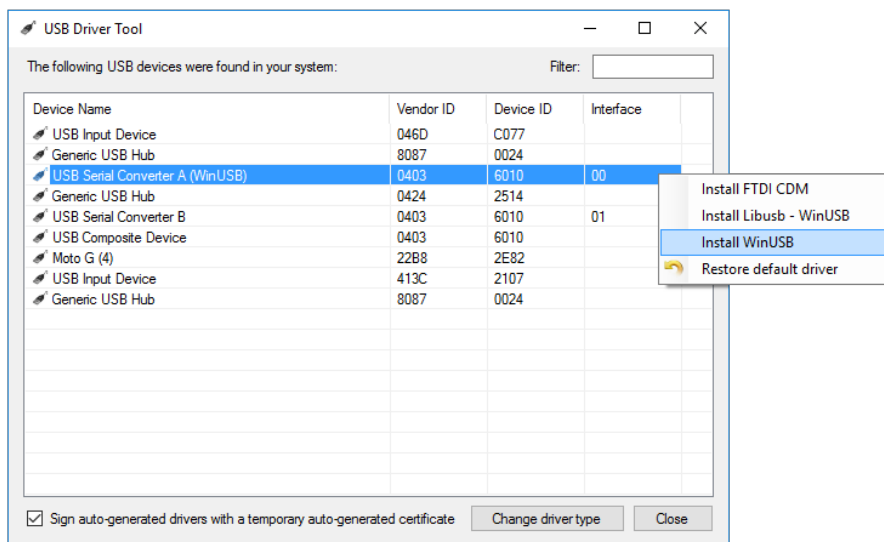 USB Driver Tool
The following USB devices were found in your system: Filter:
Device Name Vendor ID Device ID Interface
USB Input Device 046D C077
Generic USB Hub 8087 0024
USB Serial Converter A (WinUSB) 0403 6010 00
Generic USB Hub 0424 2514
USB Serial Converter B 0403 6010 01
USB Composite Device 0403 6010
Moto G (4) 22B8 2E82
USB Input Device 413C 2107
Generic USB Hub 8087 0024
Install FTDI CDM
Install Libusb - WinUSB
Install WinUSB
Restore default driver
Sign auto-generated drivers with a temporary auto-generated certificate Change driver type Close